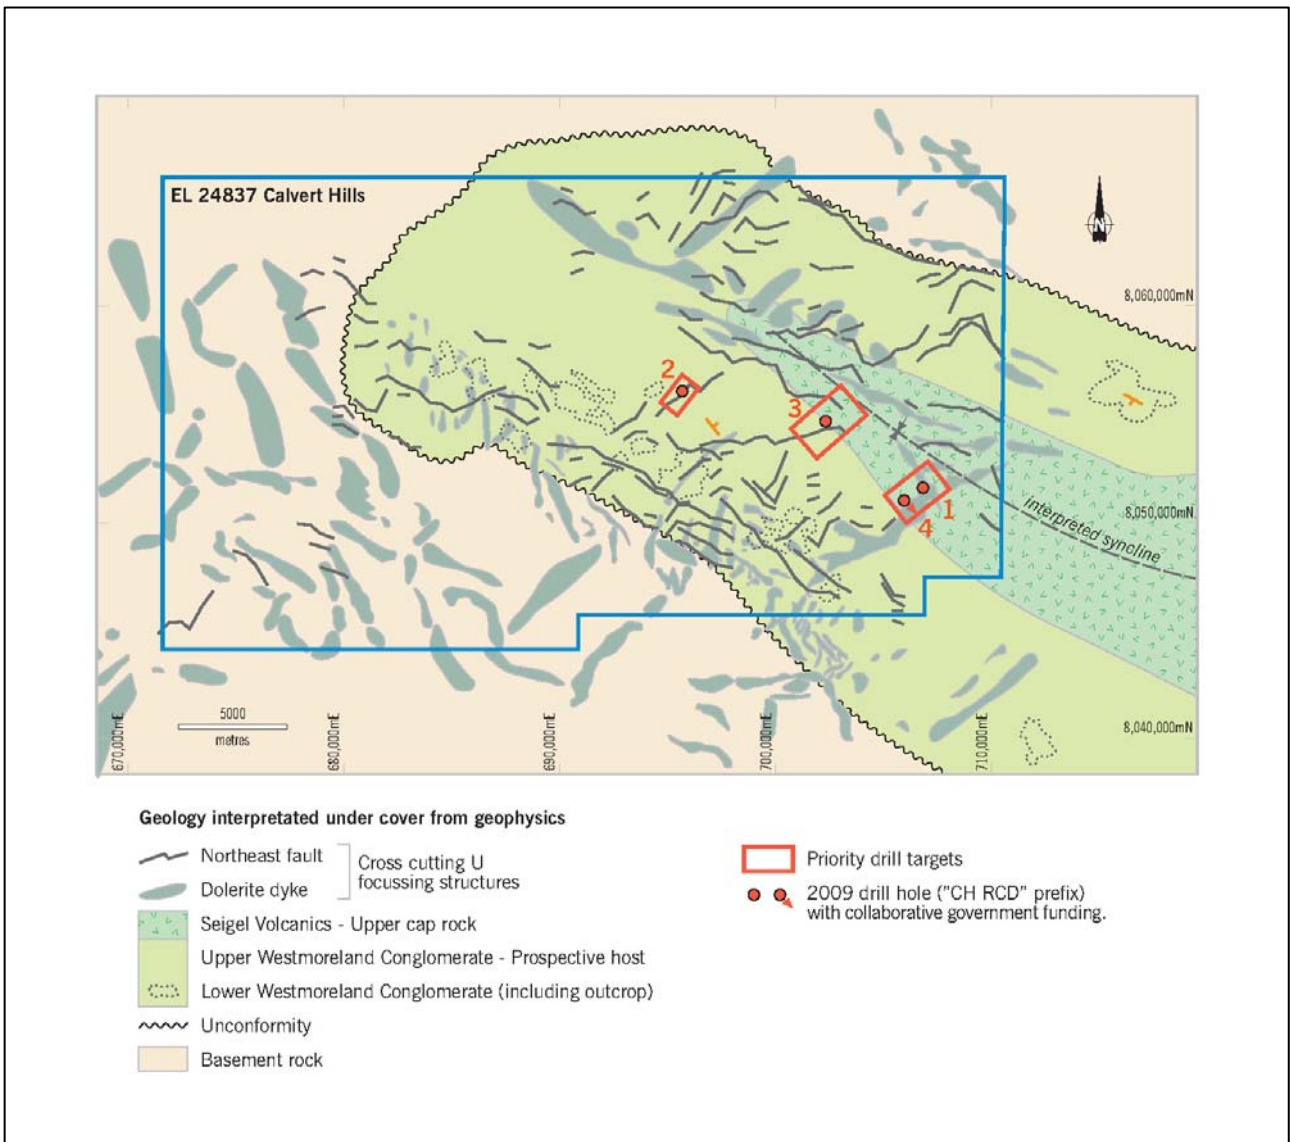 EL 24837 Calvert Hills
N
8,060,000mN
2
3
1
8,050,000mN
4
interpreted syncline
5000
metres
8,040,000mN
670,000mE
680,000mE
690,000mE
700,000mE
710,000mE
Geology interpretated under cover from geophysics
Northeast fault
Dolerite dyke
Cross cutting U
focussing structures
Seigel Volcanics - Upper cap rock
Upper Westmoreland Conglomerate - Prospective host
Lower Westmoreland Conglomerate (including outcrop)
Unconformity
Basement rock
Priority drill targets
2009 drill hole ("CH RCD" prefix)
with collaborative government funding.